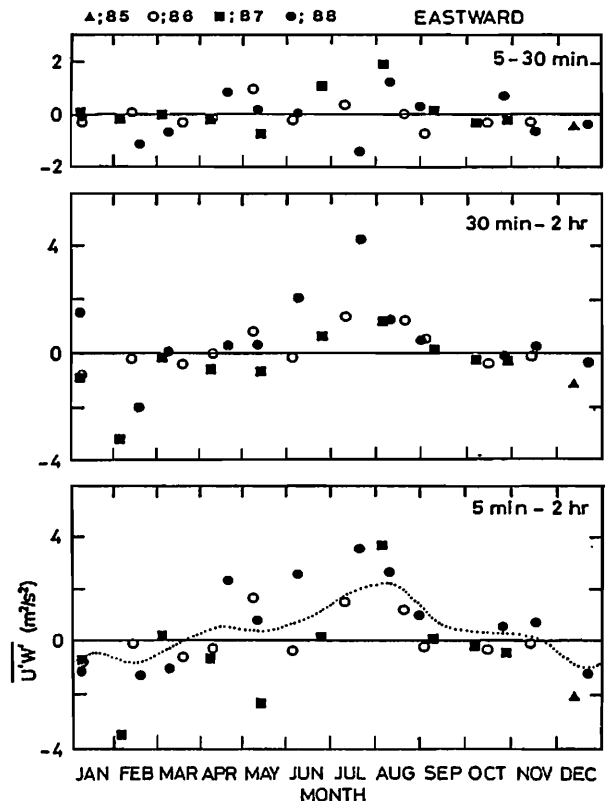 ▲;85 ○;86 ■;87 ●;88 EASTWARD
5-30 min
2
0
-2
30 min-2 hr
4
0
-4
5 min-2 hr
4
0
-4
U'W' (m²/s²)
JAN FEB MAR APR MAY JUN JUL AUG SEP OCT NOV DEC
MONTH